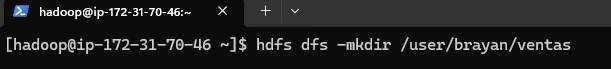 hadoop@ip-172-31-70-46:~
[hadoop@ip-172-31-70-46 ~]$ hdfs dfs -mkdir /user/brayan/ventas